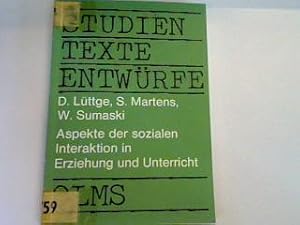 STUDIEN
TEXTE
ENTWÜRFE
D. Lüttge, S. Martens,
W. Sumaski
Aspekte der sozialen
Interaktion in
Erziehung und Unterricht
OLMS
59